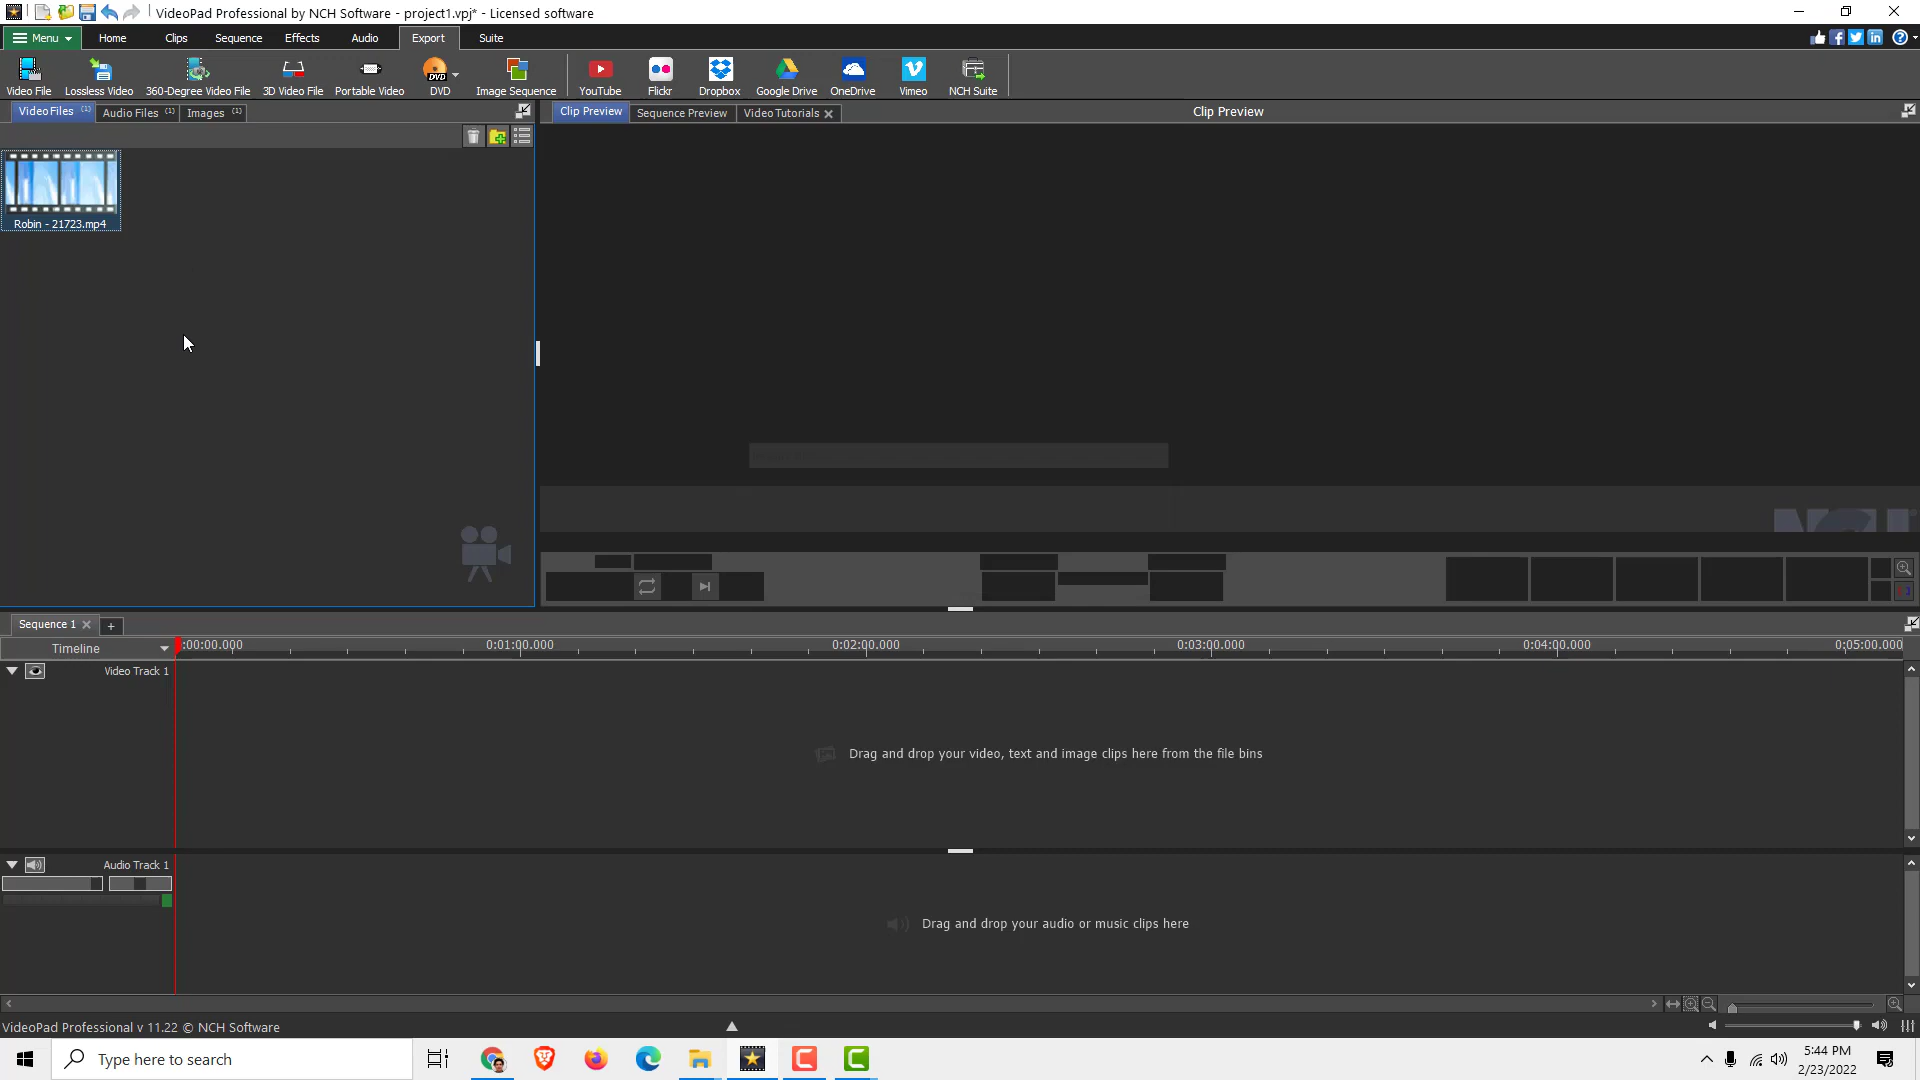 VideoPad Professional by NCH Software - project1.vpj* - Licensed software
Menu Home Clips Sequence Effects Audio Export Suite
Video File Lossless Video 360-Degree Video File 3D Video File Portable Video DVD Image Sequence YouTube Flickr Dropbox Google Drive OneDrive Vimeo NCH Suite
Video Files (1) Audio Files (1) Images (1) Clip Preview Sequence Preview Video Tutorials Clip Preview
Robin - 21723.mp4
Sequence 1
Timeline :00:00.000 0:01:00.000 0:02:00.000 0:03:00.000 0:04:00.000 0:05:00.000
Video Track 1
Drag and drop your video, text and image clips here from the file bins
Audio Track 1
Drag and drop your audio or music clips here
VideoPad Professional v 11.22 © NCH Software
Type here to search
5:44 PM
2/23/2022